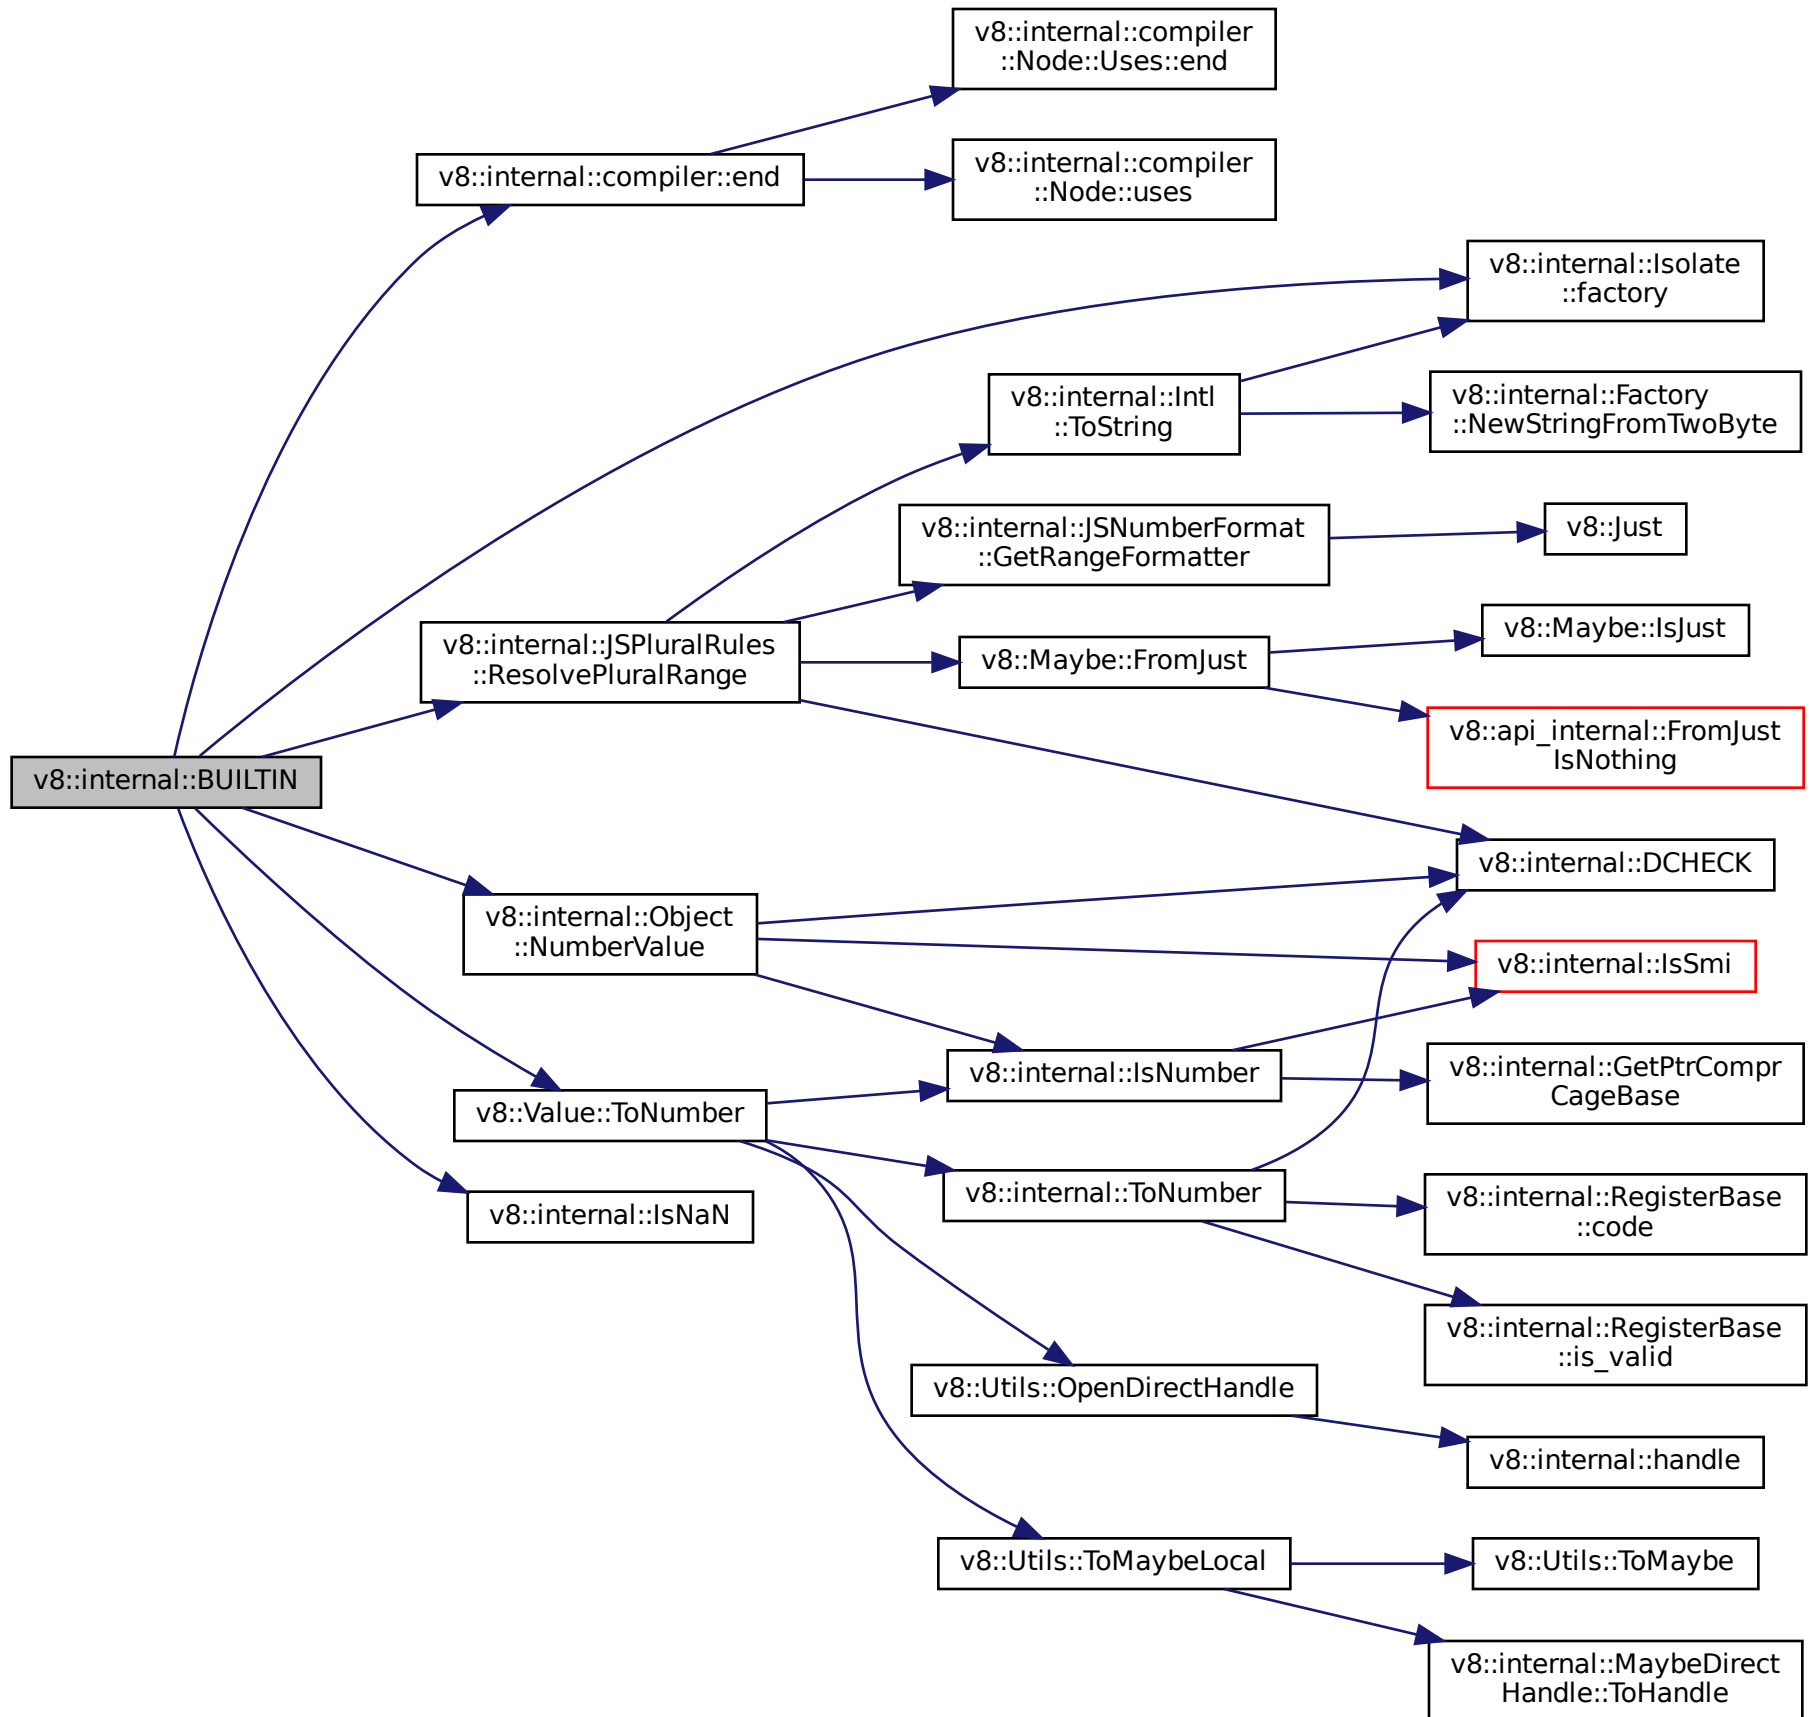 v8::internal::compiler
::Node::Uses::end
v8::internal::compiler::end
v8::internal::compiler
::Node::uses
v8::internal::Isolate
::factory
v8::internal::Intl
::ToString
v8::internal::Factory
::NewStringFromTwoByte
v8::internal::JSNumberFormat
::GetRangeFormatter
v8::Just
v8::internal::JSPluralRules
::ResolvePluralRange
v8::Maybe::FromJust
v8::Maybe::IsJust
v8::api_internal::FromJust
IsNothing
v8::internal::BUILTIN
v8::internal::DCHECK
v8::internal::Object
::NumberValue
v8::internal::IsSmi
v8::internal::IsNumber
v8::internal::GetPtrCompr
CageBase
v8::Value::ToNumber
v8::internal::ToNumber
v8::internal::RegisterBase
::code
v8::internal::IsNaN
v8::internal::RegisterBase
::is_valid
v8::Utils::OpenDirectHandle
v8::internal::handle
v8::Utils::ToMaybeLocal
v8::Utils::ToMaybe
v8::internal::MaybeDirect
Handle::ToHandle